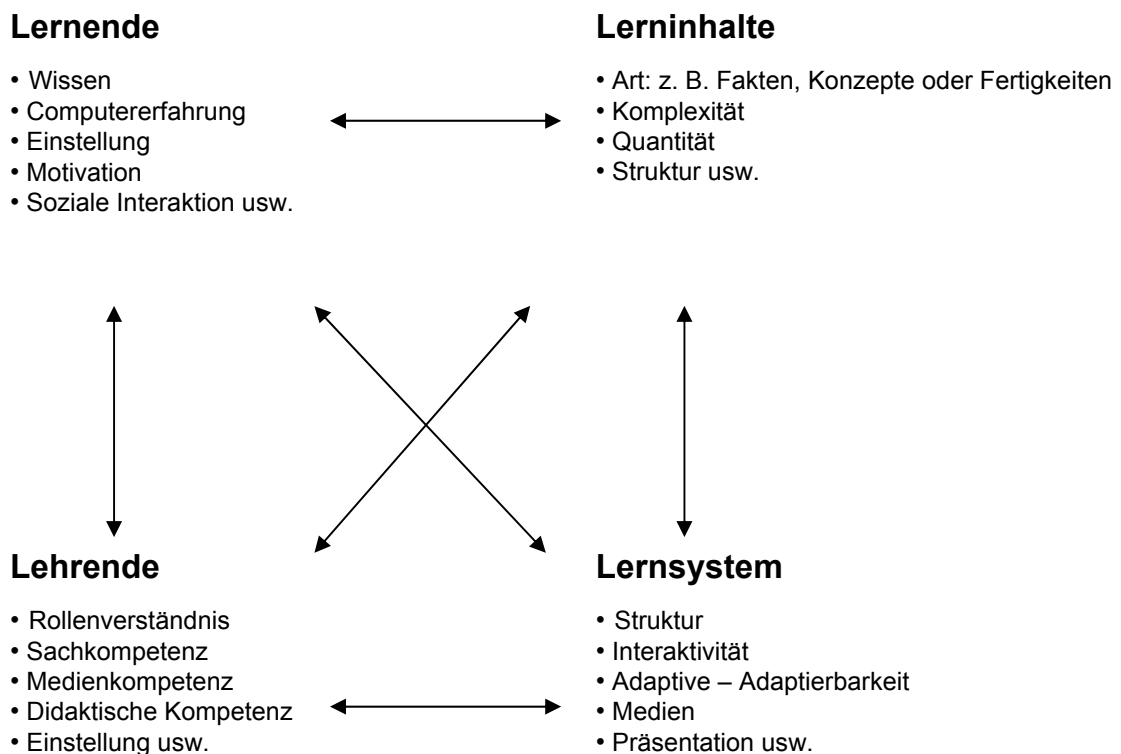 Lernende
• Wissen
• Computererfahrung
• Einstellung
• Motivation
• Soziale Interaktion usw.
Lerninhalte
• Art: z. B. Fakten, Konzepte oder Fertigkeiten
• Komplexität
• Quantität
• Struktur usw.
Lehrende
• Rollenverständnis
• Sachkompetenz
• Medienkompetenz
• Didaktische Kompetenz
• Einstellung usw.
Lernsystem
• Struktur
• Interaktivität
• Adaptive – Adaptierbarkeit
• Medien
• Präsentation usw.